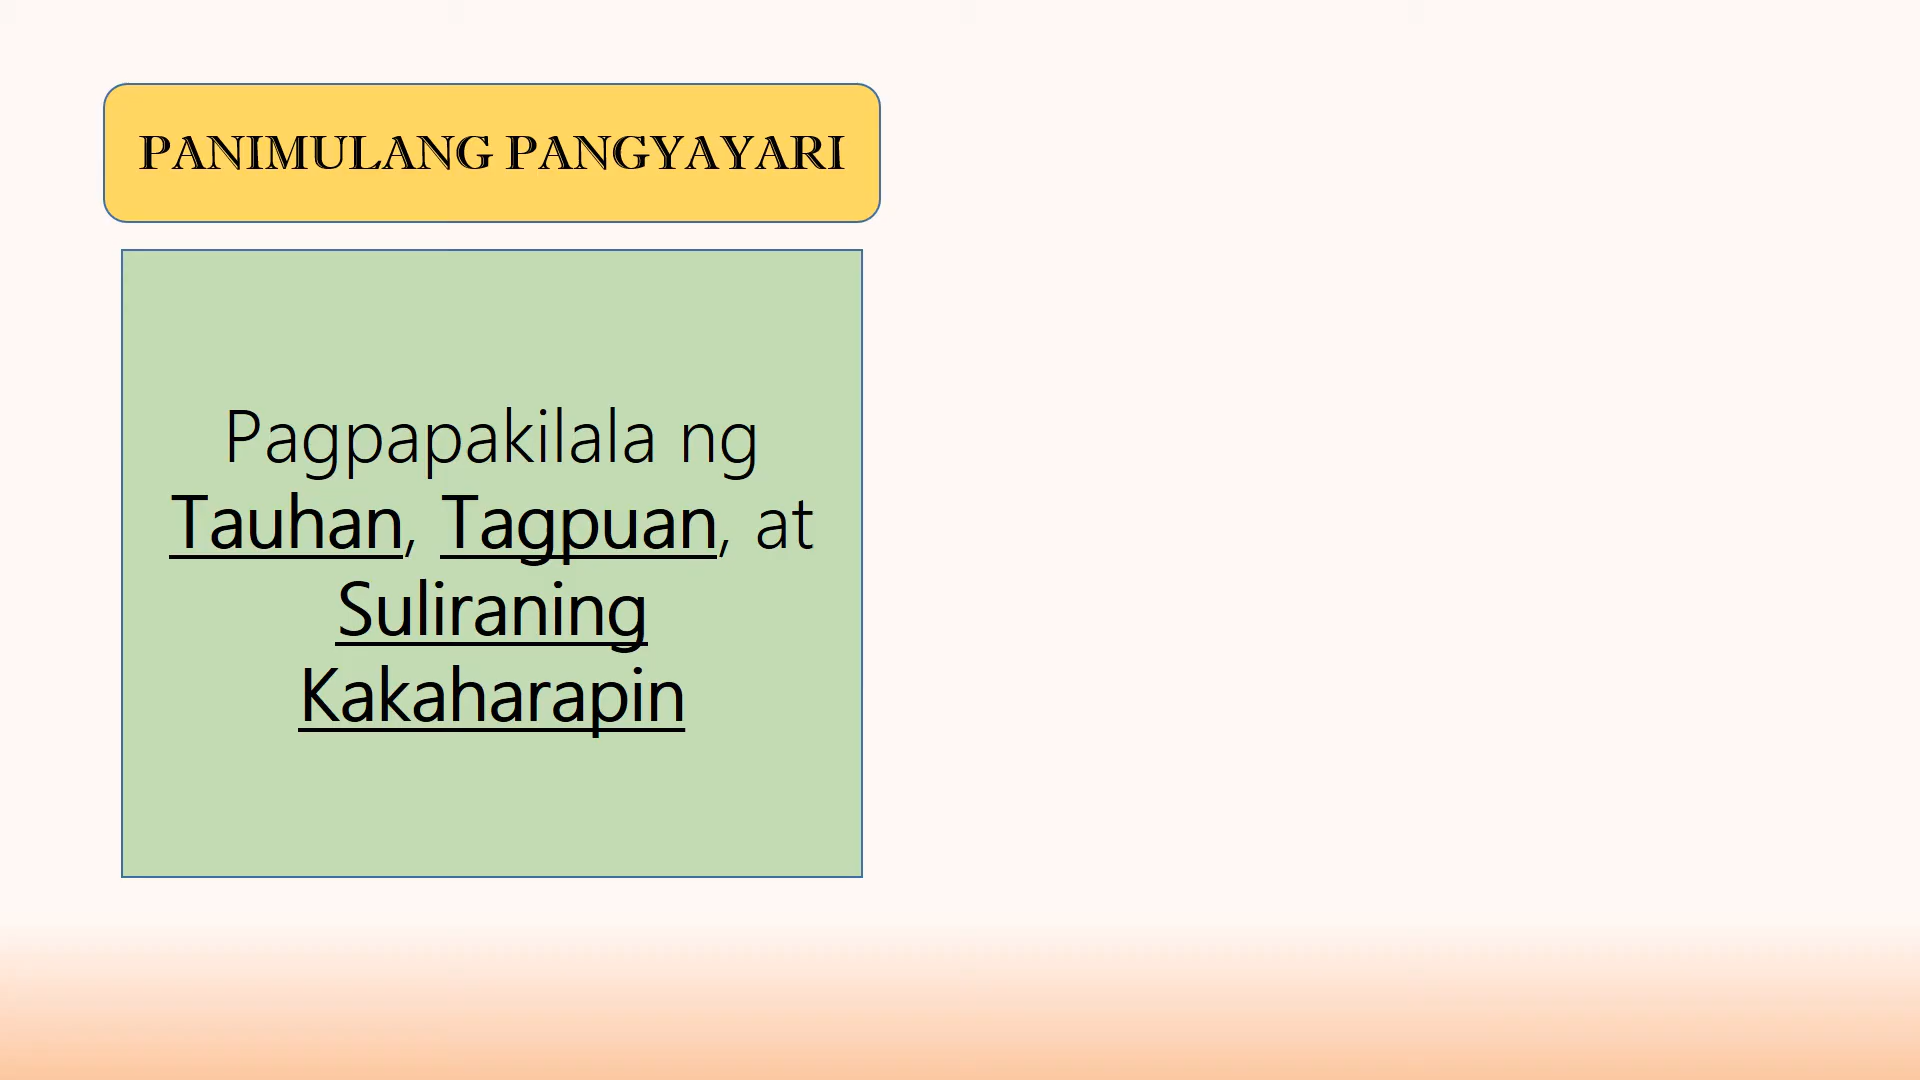 PANIMULANG PANGYAYARI
Pagpapakilala ng
Tauhan, Tagpuan, at
Suliraning
Kakaharapin